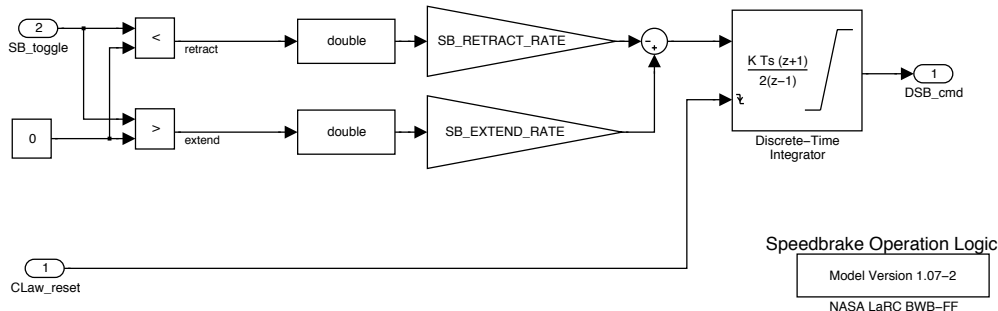 2
SB_toggle
<
retract
double
SB_RETRACT_RATE
-
+
K Ts (z+1)
2(z-1)
1
DSB_cmd
0
>
extend
double
SB_EXTEND_RATE
Discrete-Time
Integrator
1
CLaw_reset
Speedbrake Operation Logic
Model Version 1.07-2
NASA LaRC BWB-FF